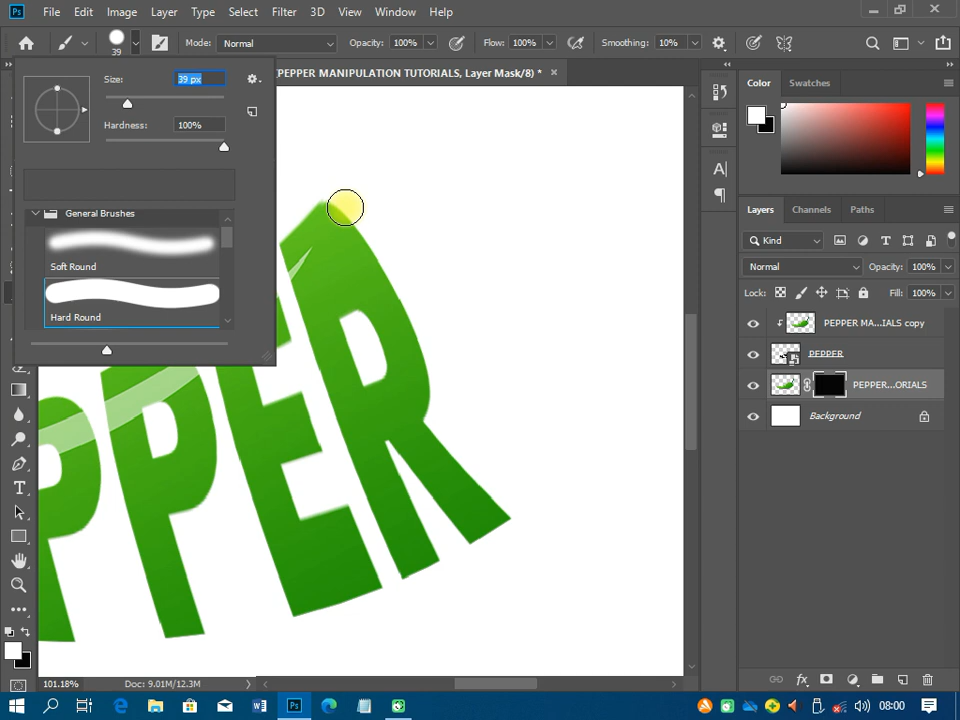 Ps File Edit Image Layer Type Select Filter 3D View Window Help
39 Mode: Normal Opacity: 100% Flow: 100% Smoothing: 10%
Size: 39 px
Hardness: 100%
General Brushes
Soft Round
Hard Round
PEPPER MANIPULATION TUTORIALS, Layer Mask/8) *
PPER
101.18% Doc: 9.01M/12.3M
Color Swatches
Layers Channels Paths
Kind
Normal Opacity: 100%
Lock: Fill: 100%
PEPPER MA...IALS copy
PEPPER
PEPPER...ORIALS
Background
08:00